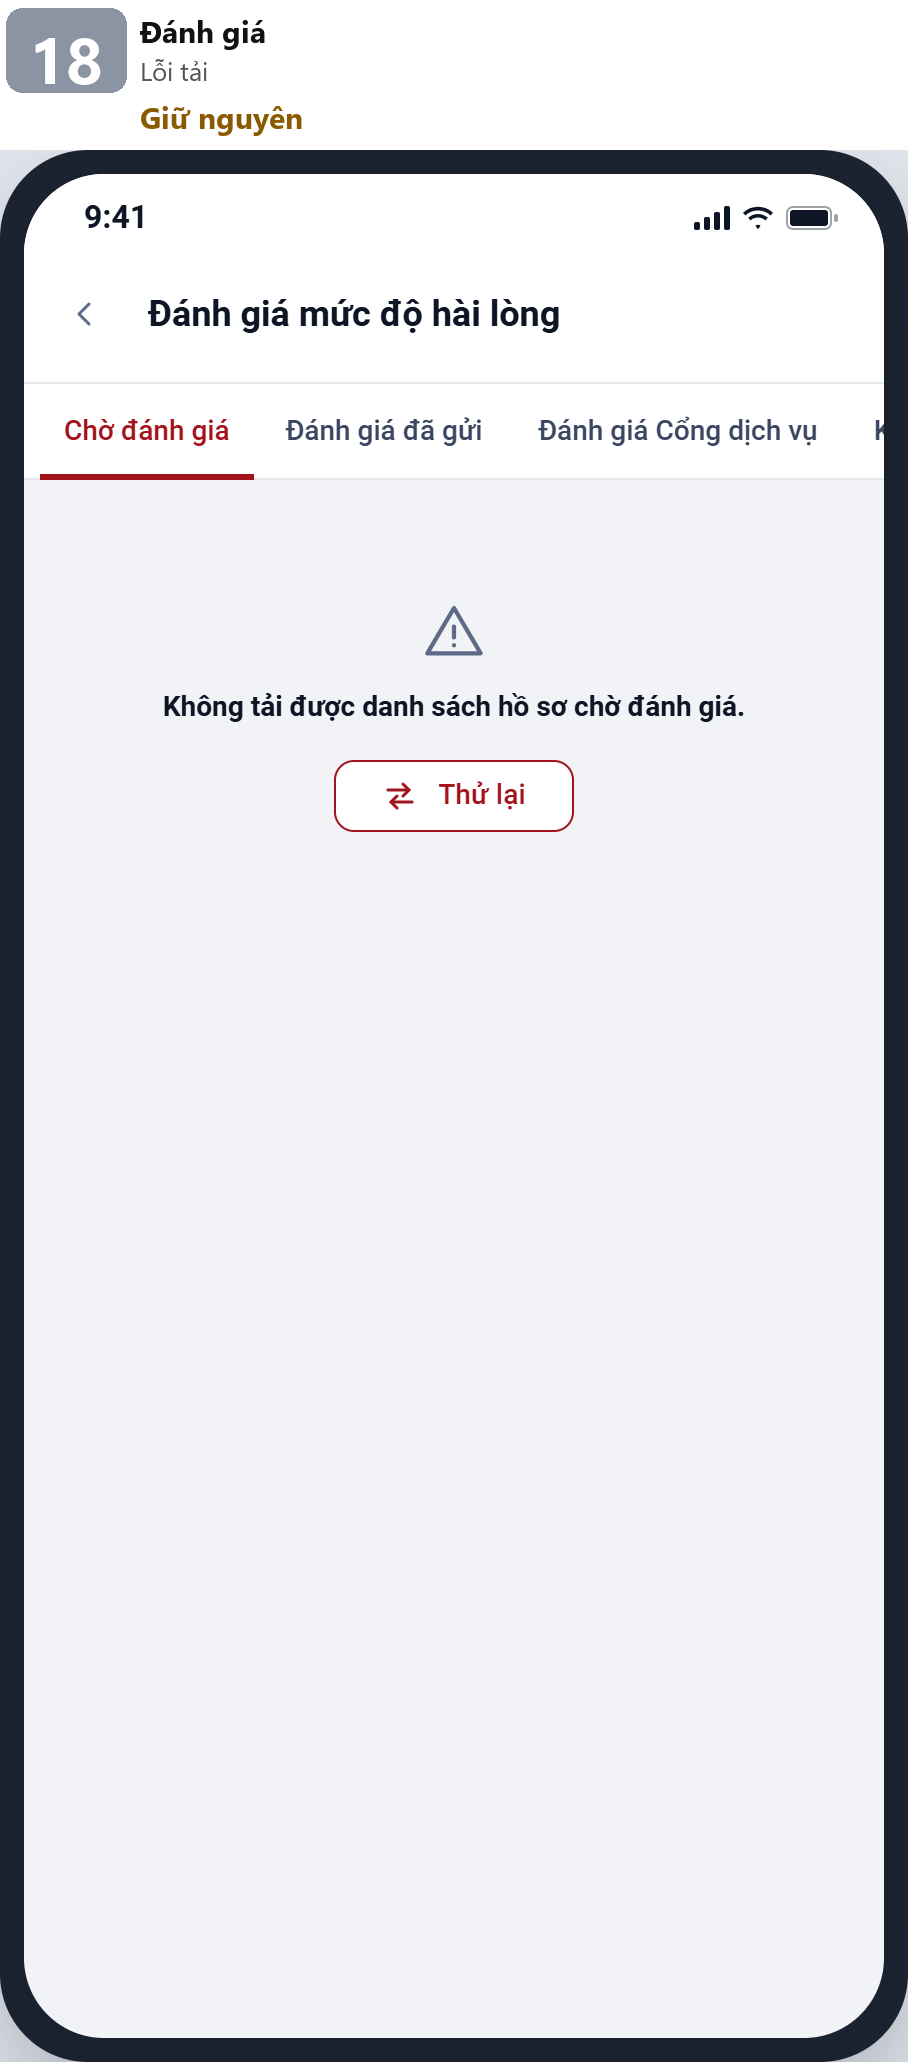 18
Đánh giá
Lỗi tải
Giữ nguyên
9:41
Đánh giá mức độ hài lòng
Chờ đánh giá
Đánh giá đã gửi
Đánh giá Cổng dịch vụ
K
Không tải được danh sách hồ sơ chờ đánh giá.
Thử lại